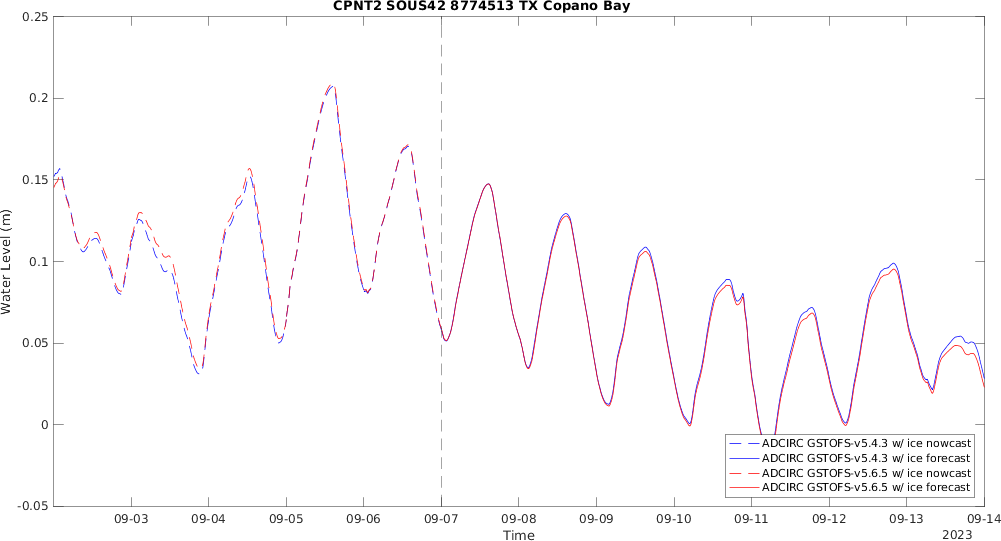 CPNT2 SOUS42 8774513 TX Copano Bay
0.25
0.2
0.15
0.1
0.05
0
-0.05
Water Level (m)
ADCIRC GSTOFS-v5.4.3 w/ ice nowcast
ADCIRC GSTOFS-v5.4.3 w/ ice forecast
ADCIRC GSTOFS-v5.6.5 w/ ice nowcast
ADCIRC GSTOFS-v5.6.5 w/ ice forecast
09-03 09-04 09-05 09-06 09-07 09-08 09-09 09-10 09-11 09-12 09-13 09-14
Time
2023